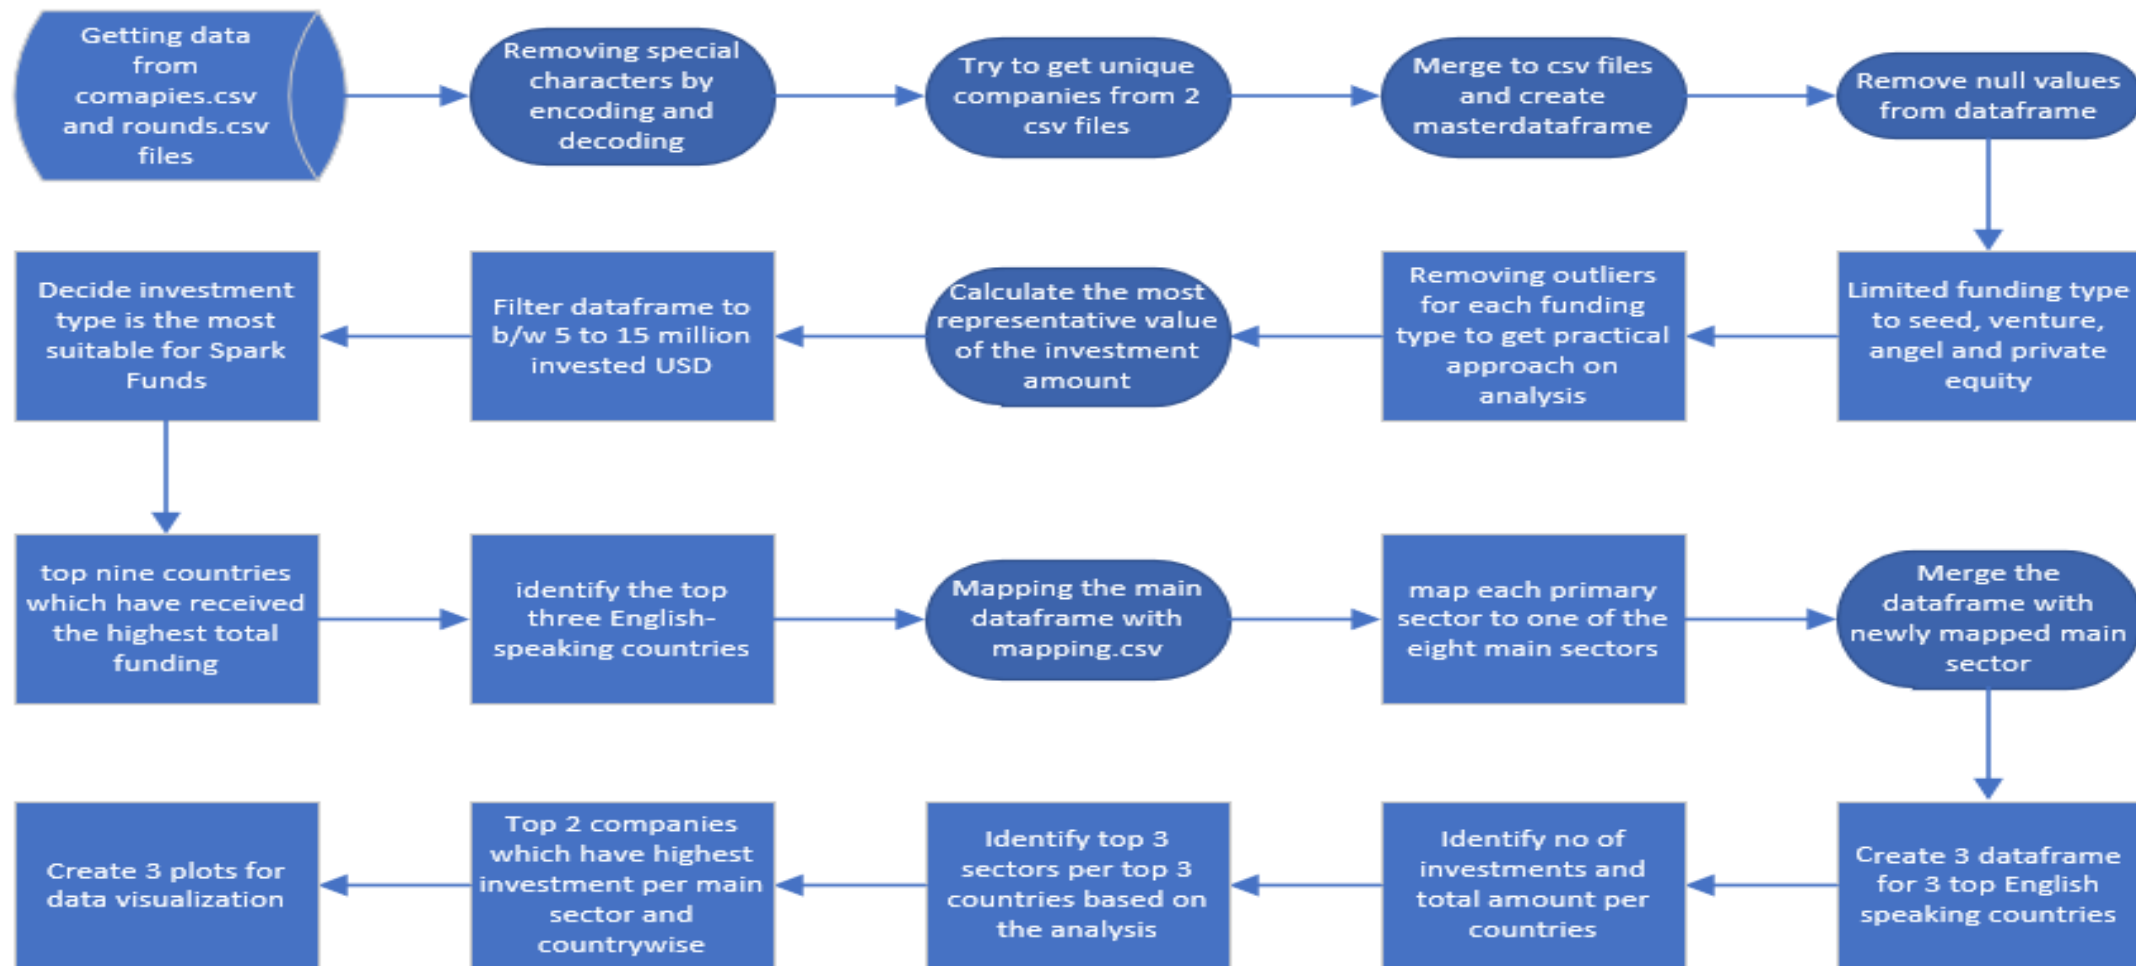 Getting data
from
comapies.csv
and rounds.csv
files
Removing special
characters by
encoding and
decoding
Try to get unique
companies from 2
csv files
Merge to csv files
and create
masterdataframe
Remove null values
from dataframe
Limited funding type
to seed, venture,
angel and private
equity
Removing outliers
for each funding
type to get practical
approach on
analysis
Calculate the most
representative value
of the investment
amount
Filter dataframe to
b/w 5 to 15 million
invested USD
Decide investment
type is the most
suitable for Spark
Funds
top nine countries
which have received
the highest total
funding
identify the top
three English-
speaking countries
Mapping the main
dataframe with
mapping.csv
map each primary
sector to one of the
eight main sectors
Merge the
dataframe with
newly mapped main
sector
Create 3 dataframe
for 3 top English
speaking countries
Identify no of
investments and
total amount per
countries
Identify top 3
sectors per top 3
countries based on
the analysis
Top 2 companies
which have highest
investment per main
sector and
countrywise
Create 3 plots for
data visualization